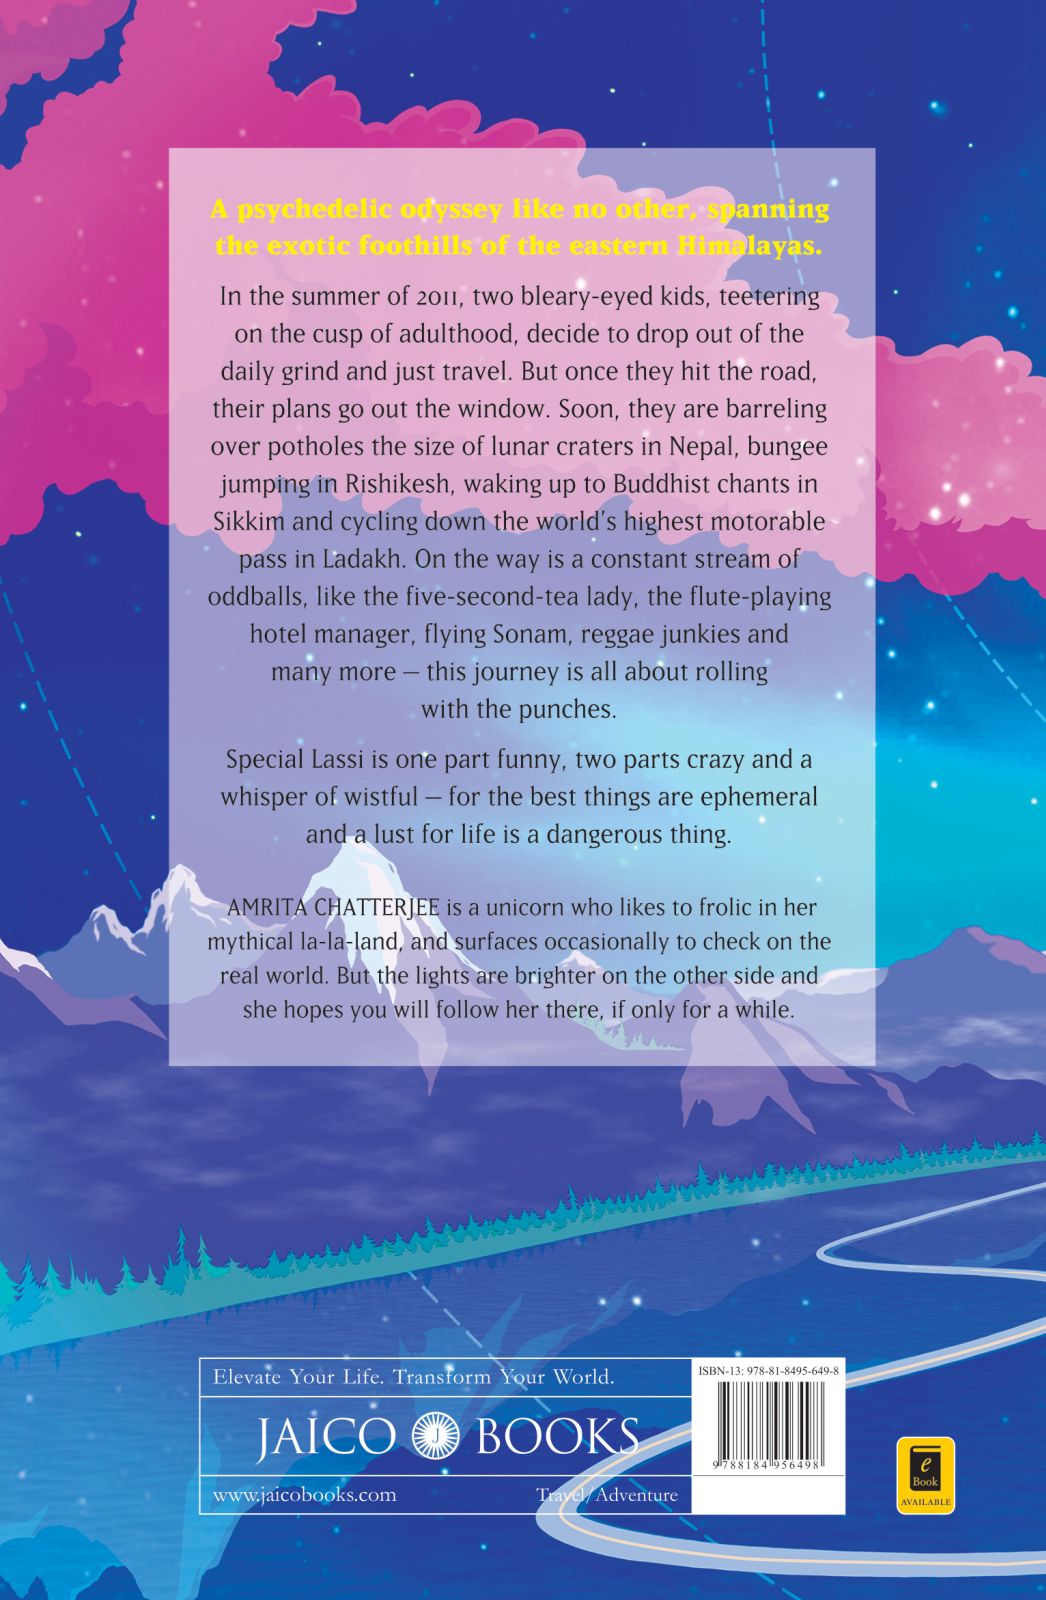 A psychedelic odyssey like no other, spanning
the exotic foothills of the eastern Himalayas.
In the summer of 2011, two bleary-eyed kids, teetering
on the cusp of adulthood, decide to drop out of the
daily grind and just travel. But once they hit the road,
their plans go out the window. Soon, they are barreling
over potholes the size of lunar craters in Nepal, bungee
jumping in Rishikesh, waking up to Buddhist chants in
Sikkim and cycling down the world's highest motorable
pass in Ladakh. On the way is a constant stream of
oddballs, like the five-second-tea lady, the flute-playing
hotel manager, flying Sonam, reggae junkies and
many more – this journey is all about rolling
with the punches.
Special Lassi is one part funny, two parts crazy and a
whisper of wistful – for the best things are ephemeral
and a lust for life is a dangerous thing.
AMRITA CHATTERJEE is a unicorn who likes to frolic in her
mythical la-la-land, and surfaces occasionally to check on the
real world. But the lights are brighter on the other side and
she hopes you will follow her there, if only for a while.
Elevate Your Life. Transform Your World.
JAICO J BOOKS
www.jaicobooks.com Travel/Adventure
ISBN-13: 978-81-8495-649-8
9 788184 956498
e
Book
AVAILABLE